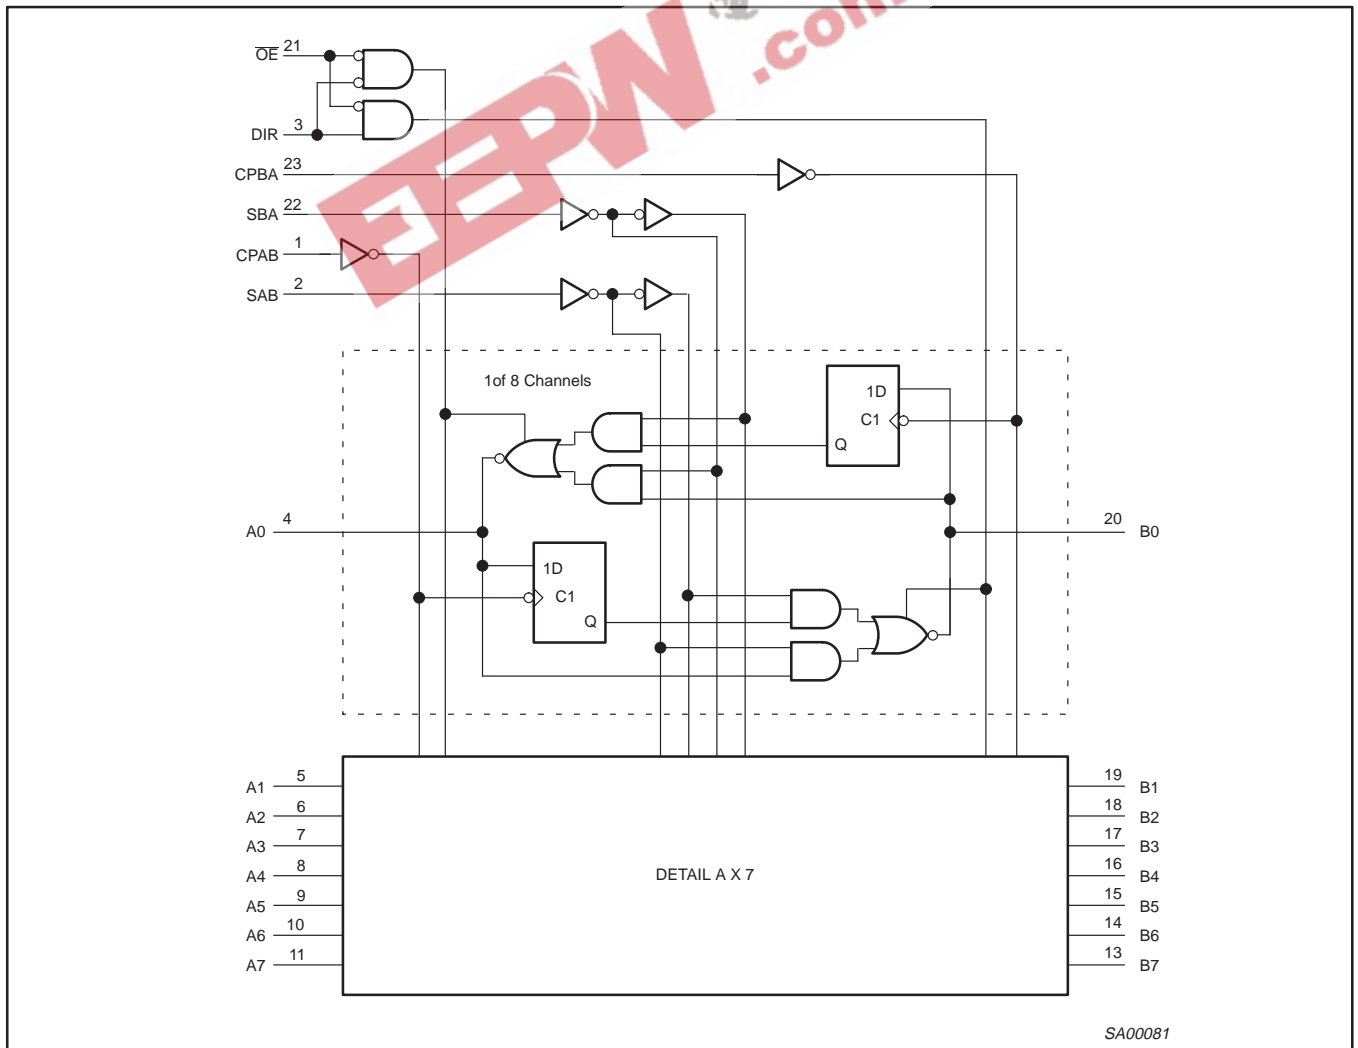 EEPW
.com
OE 21
DIR 3
CPBA 23
SBA 22
CPAB 1
SAB 2
1of 8 Channels
1D
C1
Q
A0 4
20 B0
1D
C1
Q
A1 5
A2 6
A3 7
A4 8
A5 9
A6 10
A7 11
DETAIL A X 7
19 B1
18 B2
17 B3
16 B4
15 B5
14 B6
13 B7
SA00081